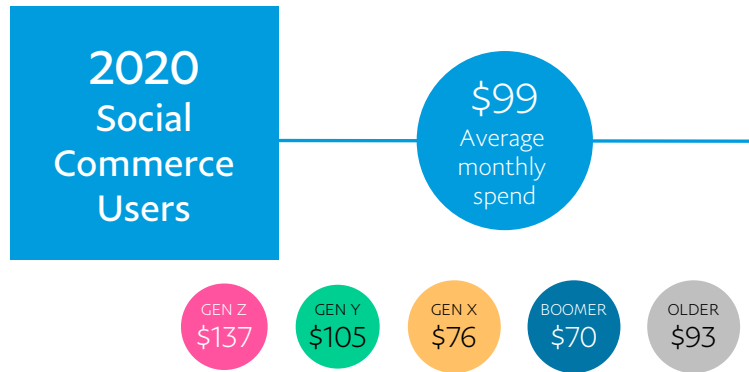 2020
Social
Commerce
Users
$99
Average
monthly
spend
GEN Z
$137
GEN Y
$105
GEN X
$76
BOOMER
$70
OLDER
$93